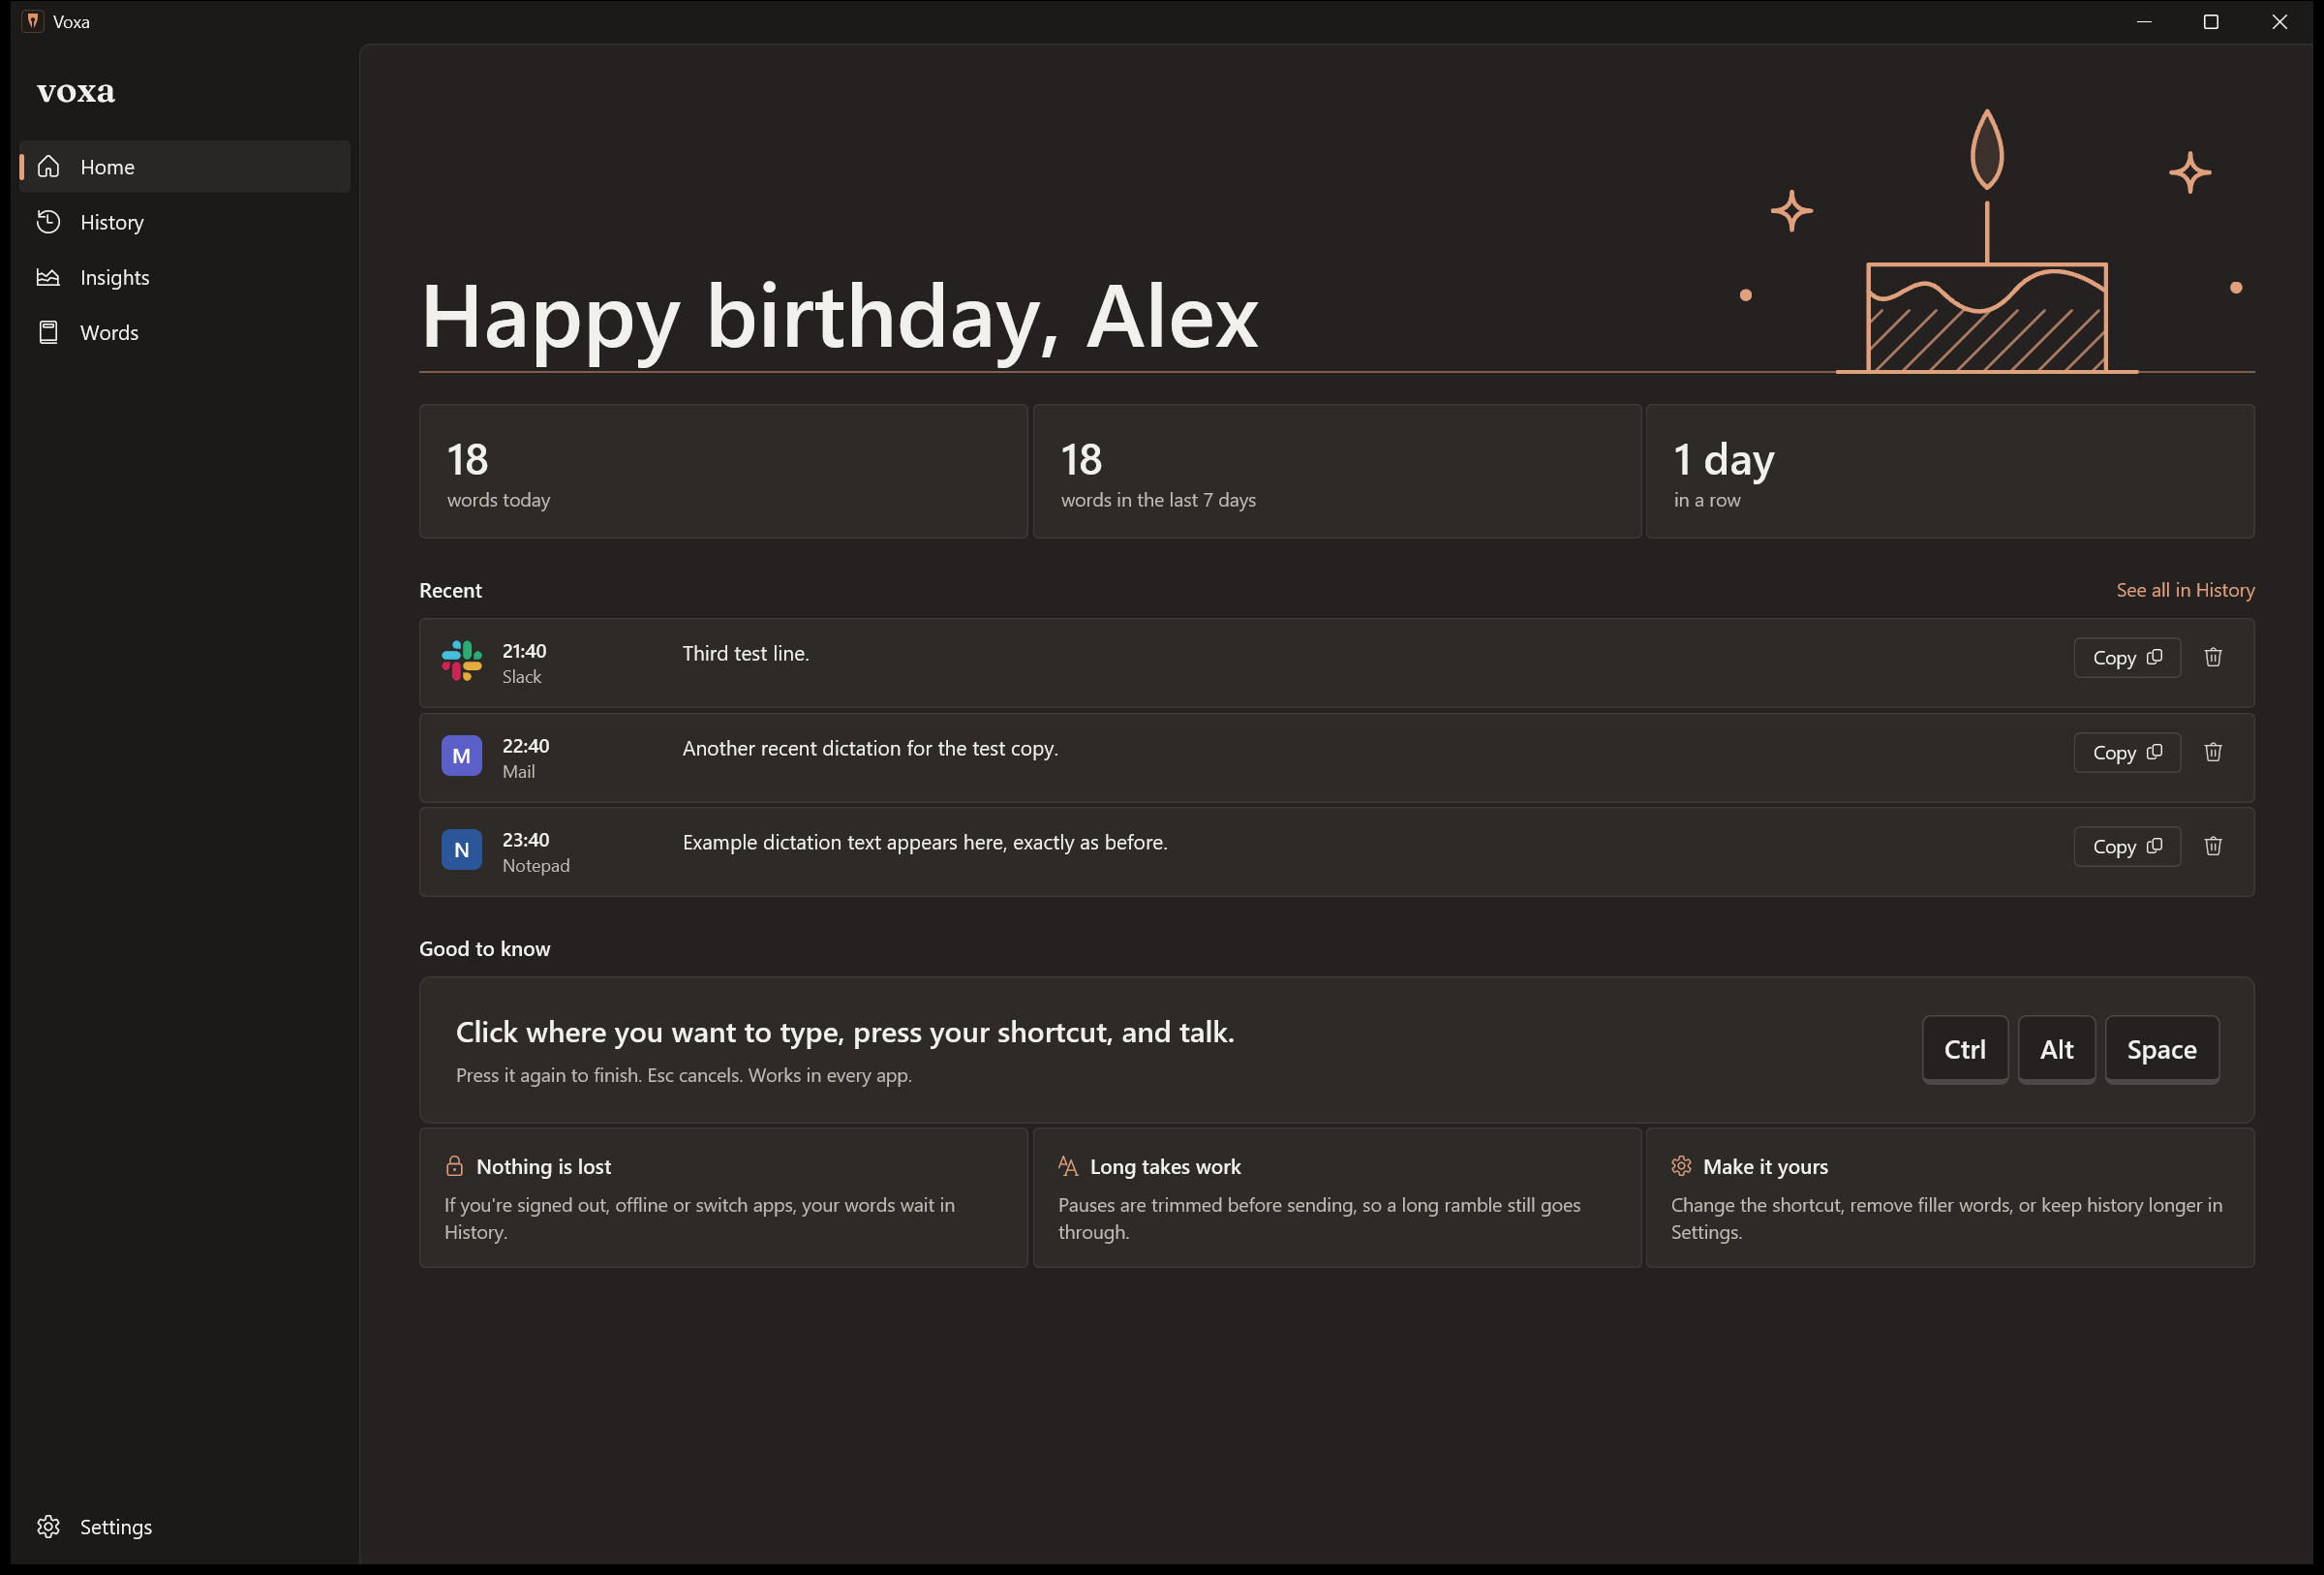 Voxa
voxa
Home
History
Insights
Words
Settings
Happy birthday, Alex
18
words today
18
words in the last 7 days
1 day
in a row
Recent
See all in History
21:40
Slack
Third test line.
Copy
M
22:40
Mail
Another recent dictation for the test copy.
Copy
N
23:40
Notepad
Example dictation text appears here, exactly as before.
Copy
Good to know
Click where you want to type, press your shortcut, and talk.
Press it again to finish. Esc cancels. Works in every app.
Ctrl Alt Space
Nothing is lost
If you're signed out, offline or switch apps, your words wait in
History.
Long takes work
Pauses are trimmed before sending, so a long ramble still goes
through.
Make it yours
Change the shortcut, remove filler words, or keep history longer in
Settings.